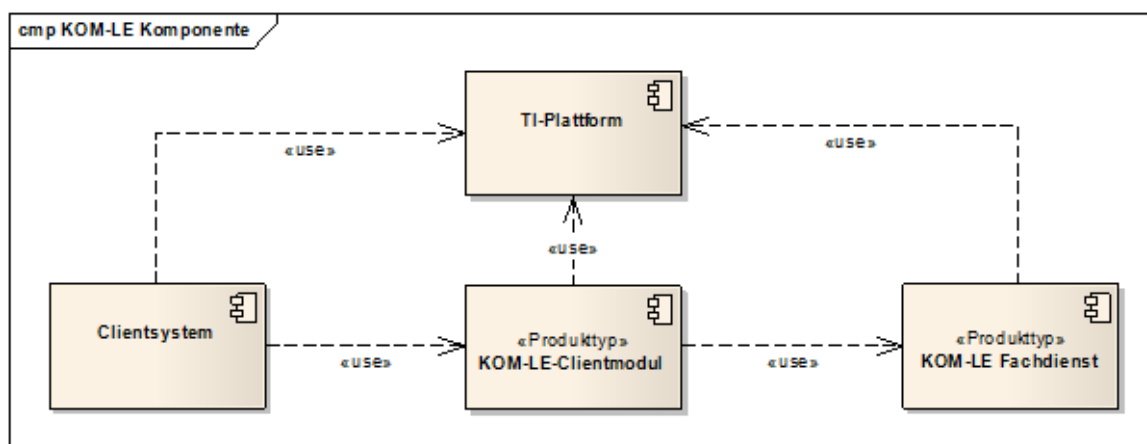 cmp KOM-LE Komponente
TI-Plattform
«use»
«use»
«use»
Clientsystem
«use»
«Produkttyp»
KOM-LE-Clientmodul
«use»
«Produkttyp»
KOM-LE Fachdienst